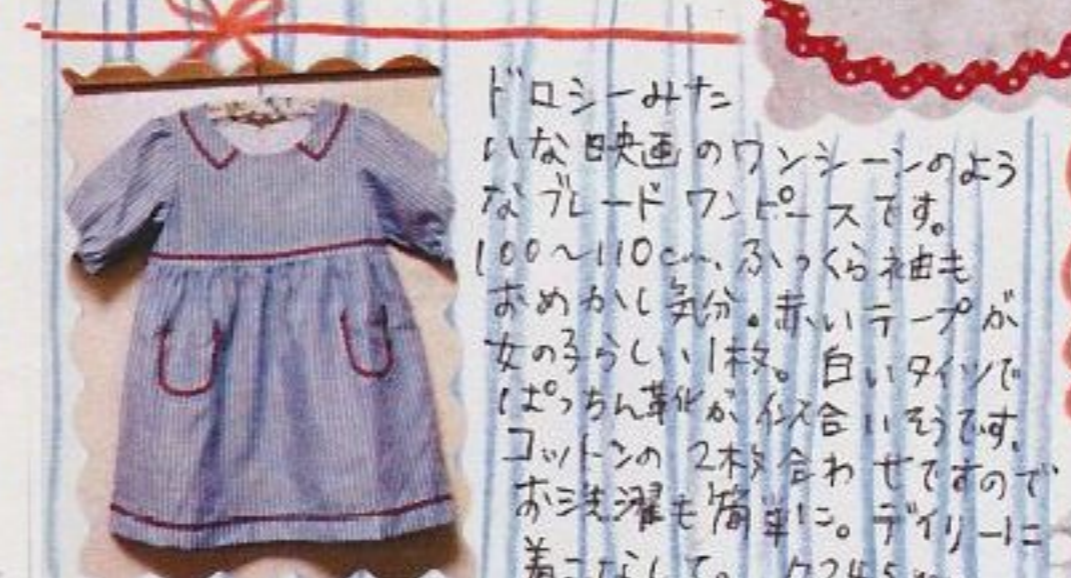 ドロシーみた
いな映画のワンシーンのよう
なブレードワンピースです。
100〜110cm、ふっくら袖も
おめかし気分。赤いテープが
女の子らしい1枚。白いタイツで
ぱっちん靴が似合いそうです。
コットンの2枚合わせですので
お洗濯も簡単に。デイリーに
着こなして。